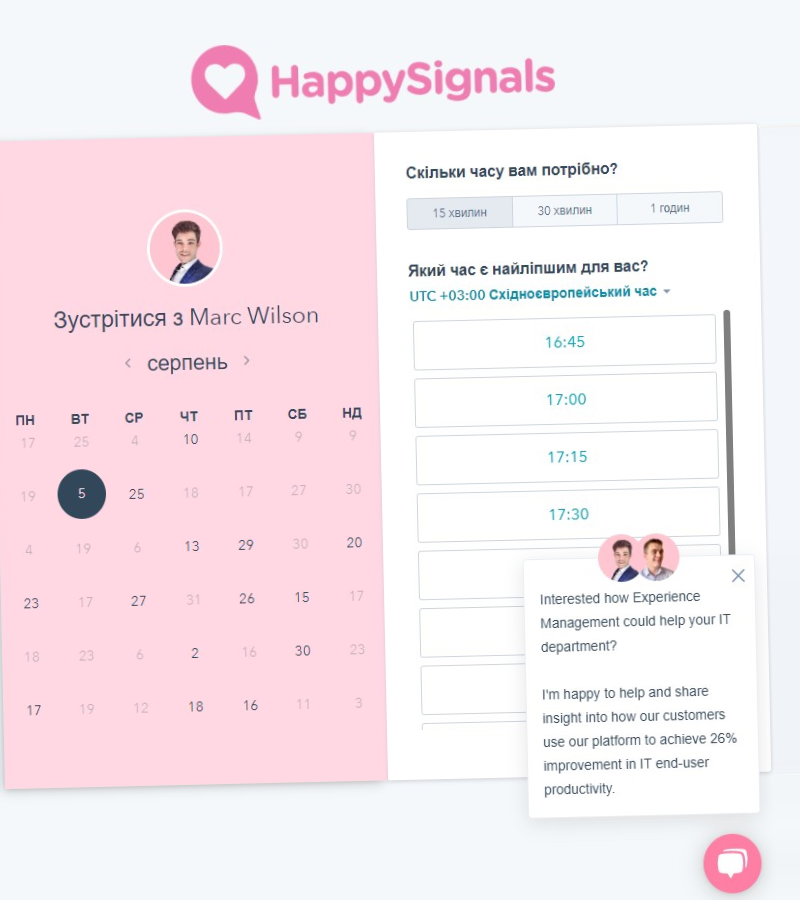 HappySignals
Зустрітися з Marc Wilson
серпень
ПН ВТ СР ЧТ ПТ СБ НД
17 25 4 10 14 9 9
19 5 25 18 17 27 30
4 19 6 13 29 30 20
23 17 27 31 26 15 17
18 23 6 2 16 30 23
17 19 12 18 16 11 3
Скільки часу вам потрібно?
15 хвилин 30 хвилин 1 годин
Який час є найліпшим для вас?
UTC +03:00 Східноєвропейський час
16:45
17:00
17:15
17:30
Interested how Experience
Management could help your IT
department?
I'm happy to help and share
insight into how our customers
use our platform to achieve 26%
improvement in IT end-user
productivity.